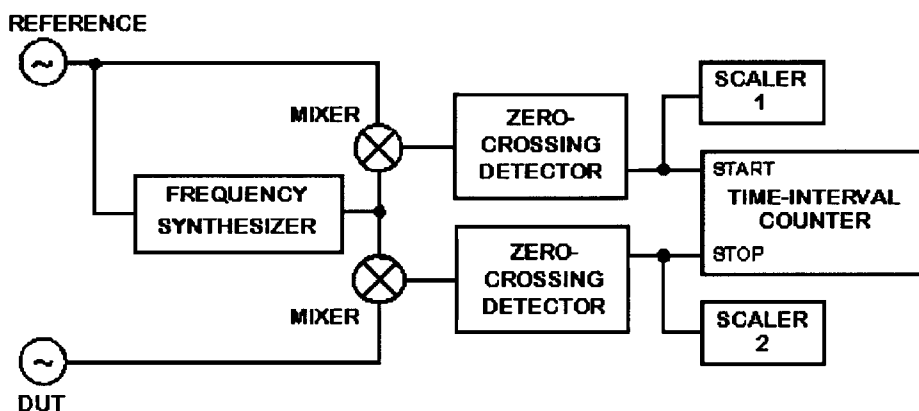 REFERENCE
~
MIXER
ZERO-
CROSSING
DETECTOR
SCALER
1
START
TIME-INTERVAL
COUNTER
STOP
FREQUENCY
SYNTHESIZER
ZERO-
CROSSING
DETECTOR
MIXER
SCALER
2
~
DUT